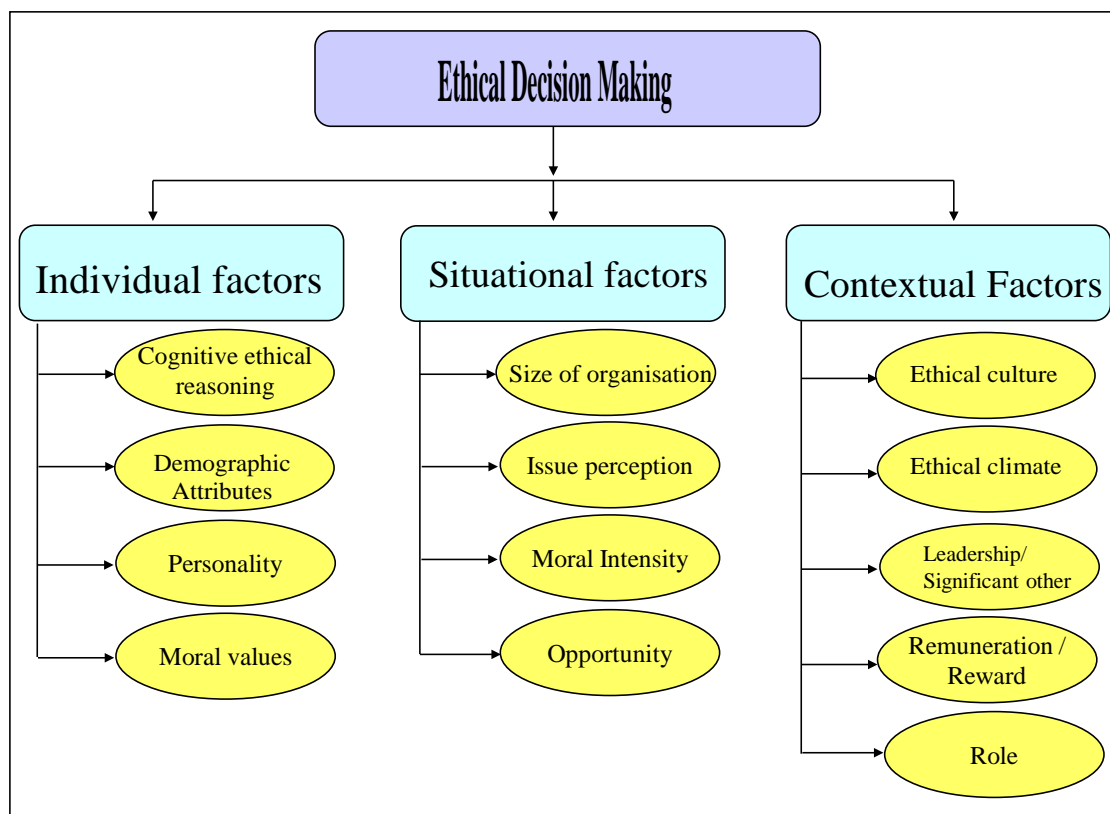 Ethical Decision Making
Individual factors
Cognitive ethical
reasoning
Demographic
Attributes
Personality
Moral values
Situational factors
Size of organisation
Issue perception
Moral Intensity
Opportunity
Contextual Factors
Ethical culture
Ethical climate
Leadership/
Significant other
Remuneration /
Reward
Role